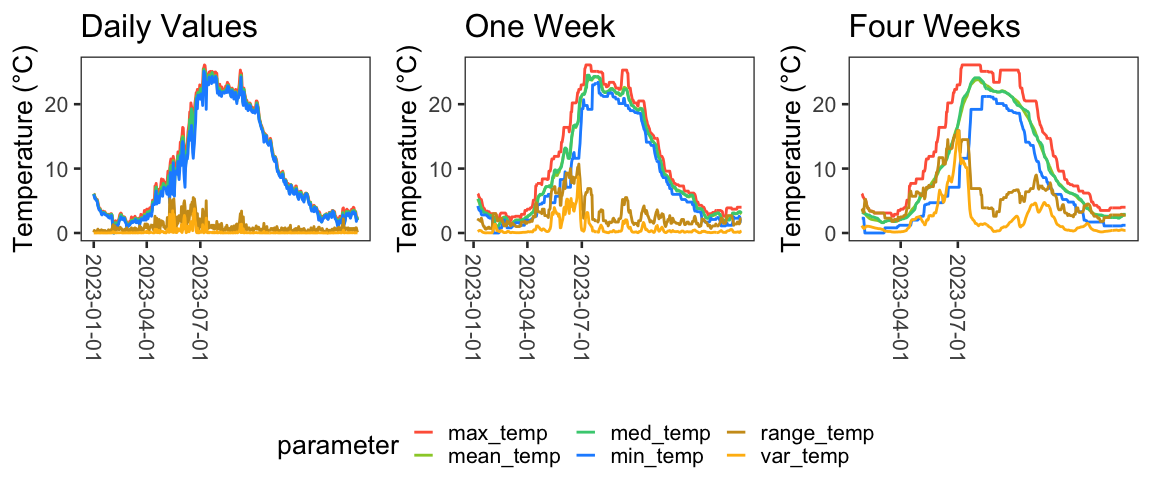 Daily Values
One Week
Four Weeks
Temperature (°C)
20
10
0
2023-01-01
2023-04-01
2023-07-01
Temperature (°C)
20
10
0
2023-01-01
2023-04-01
2023-07-01
Temperature (°C)
20
10
0
2023-04-01
2023-07-01
parameter
max_temp
med_temp
range_temp
mean_temp
min_temp
var_temp